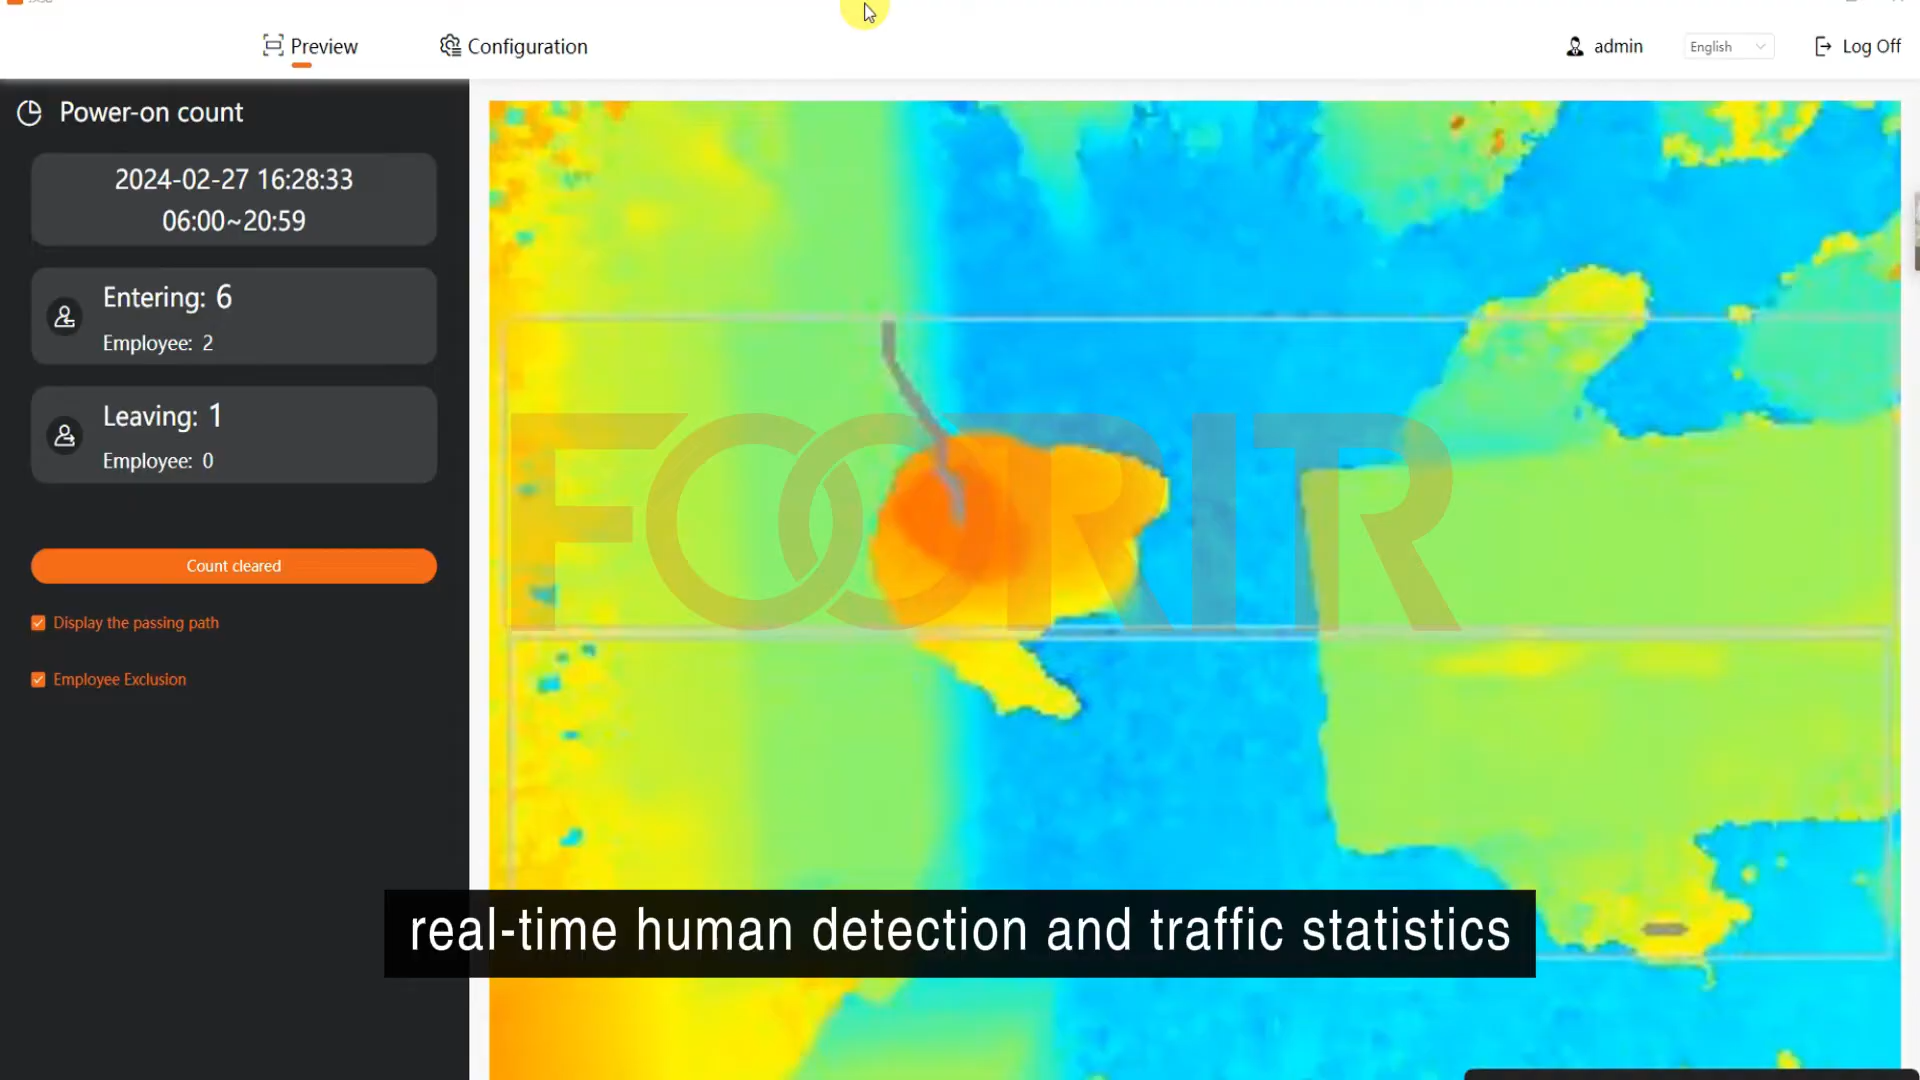 Preview
Configuration
admin
English
Log Off
Power-on count
2024-02-27 16:28:33
06:00~20:59
Entering: 6
Employee: 2
Leaving: 1
Employee: 0
Count cleared
Display the passing path
Employee Exclusion
FOORIR
real-time human detection and traffic statistics